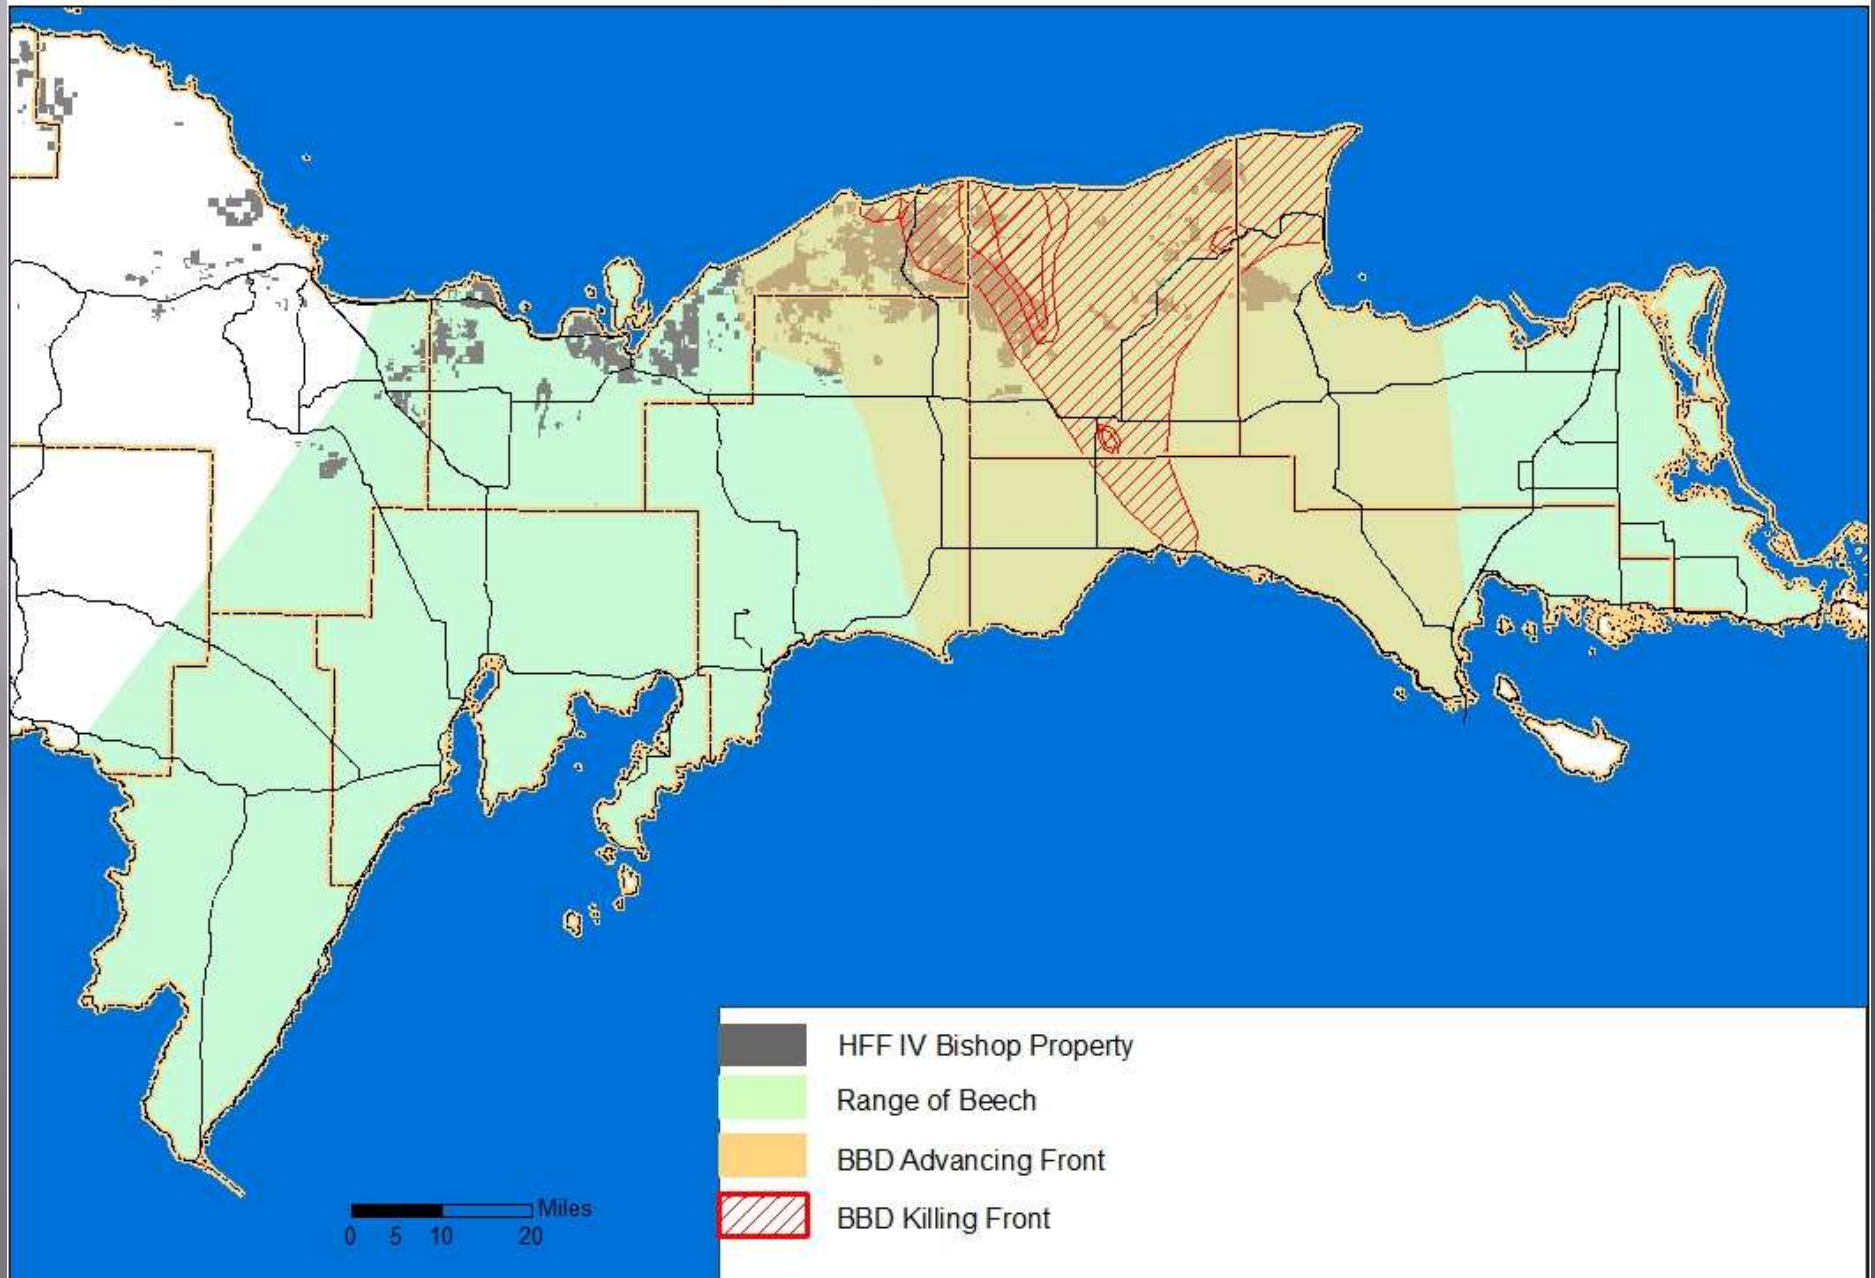 HFF IV Bishop Property
Range of Beech
BBD Advancing Front
BBD Killing Front
Miles
0 5 10 20